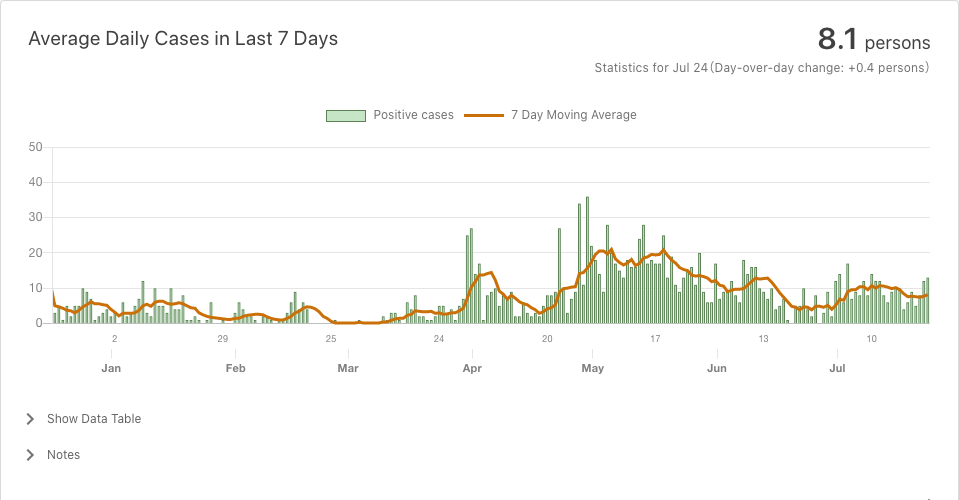 Average Daily Cases in Last 7 Days
8.1 persons
Statistics for Jul 24(Day-over-day change: +0.4 persons)
Positive cases
7 Day Moving Average
50
40
30
20
10
0
2 29 25 24 20 17 13 10
Jan Feb Mar Apr May Jun Jul
Show Data Table
Notes